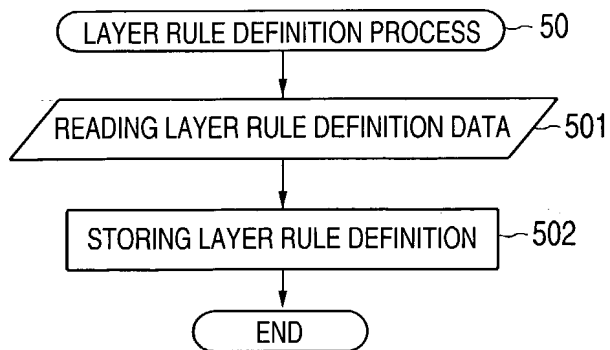 LAYER RULE DEFINITION PROCESS 50
READING LAYER RULE DEFINITION DATA 501
STORING LAYER RULE DEFINITION 502
END